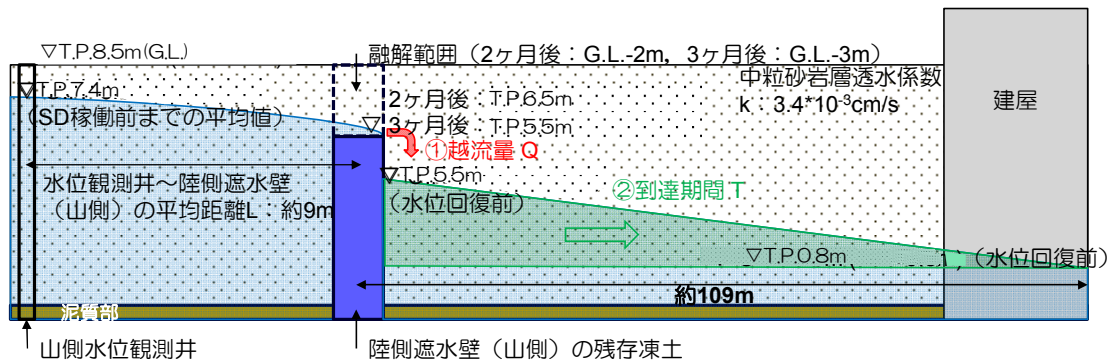 ▽T.P.8.5m(G.L.)
融解範囲（2ヶ月後：G.L.-2m，3ヶ月後：G.L.-3m）
▽T.P.7.4m
（SD稼働前までの平均値）
中粒砂岩層透水係数
k：3.4*10⁻³cm/s
建屋
2ヶ月後：T.P.6.5m
▽3ヶ月後：T.P.5.5m
①越流量 Q
水位観測井～陸側遮水壁
（山側）の平均距離L：約9m
▽T.P.5.5m
（水位回復前）
②到達期間T
▽T.P.0.8m
（水位回復前）
約109m
泥質部
山側水位観測井
陸側遮水壁（山側）の残存凍土